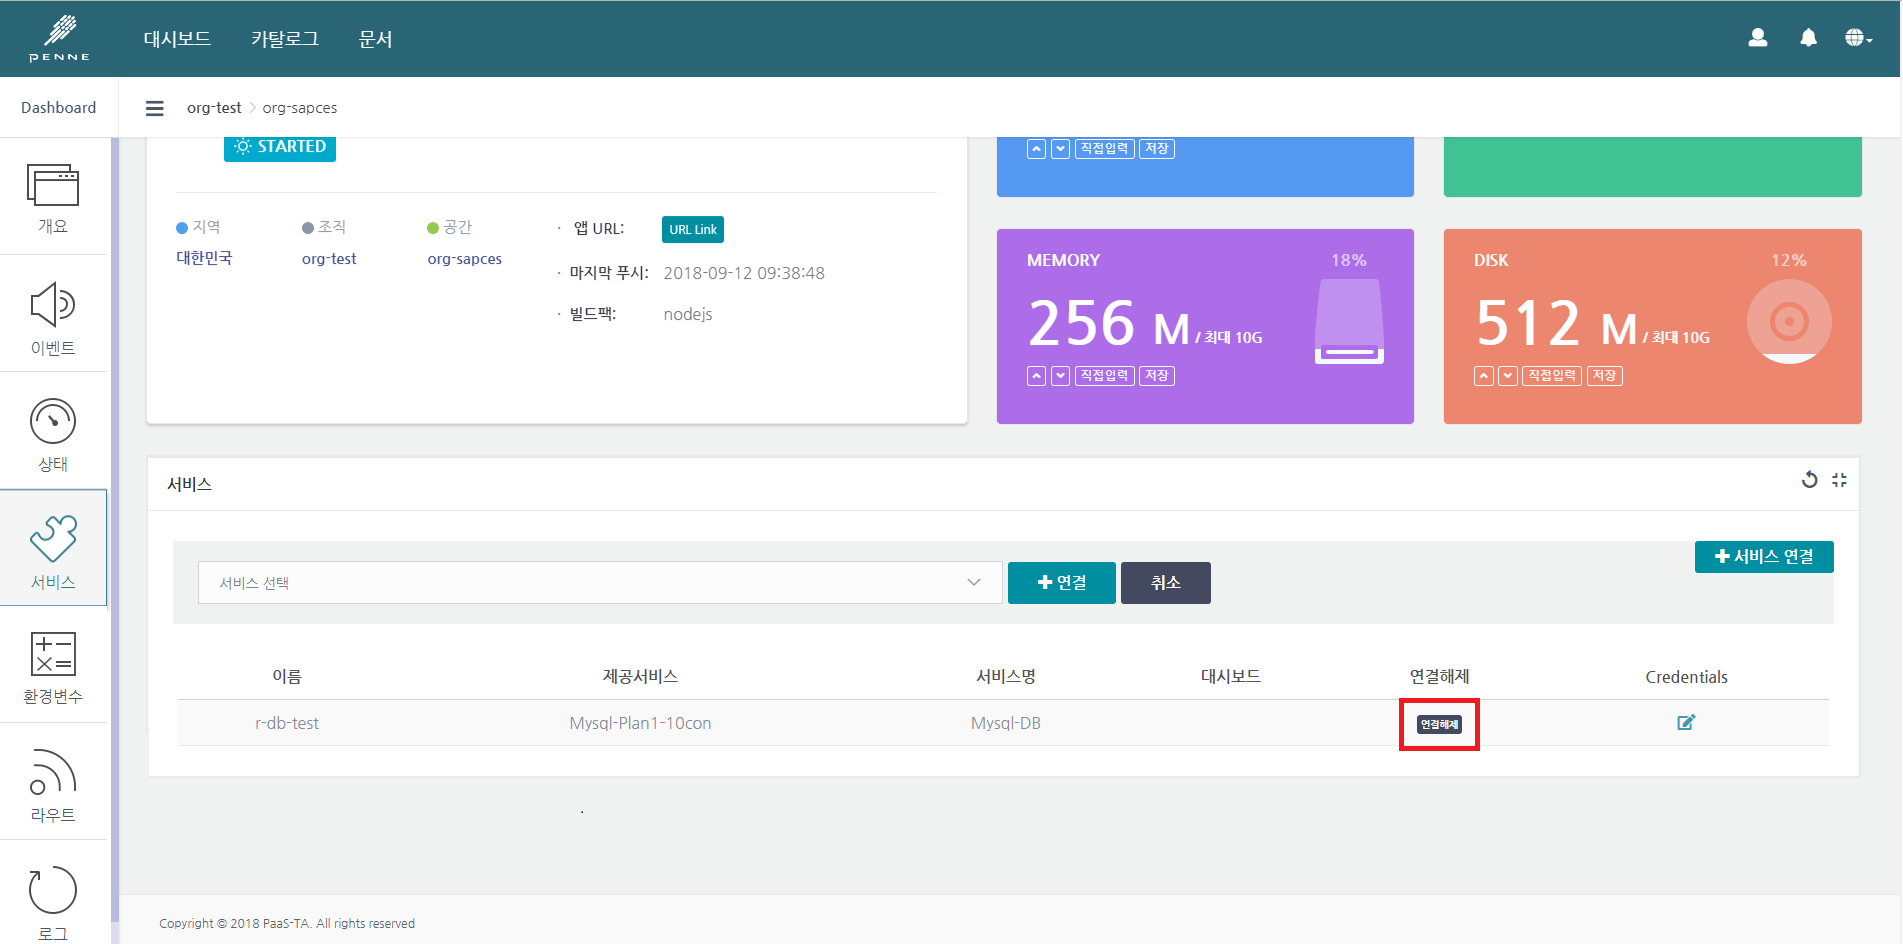 PENNE
대시보드 카탈로그 문서
Dashboard
org-test org-sapces
개요
이벤트
상태
서비스
환경변수
라우트
로그
STARTED
지역 조직 공간
대한민국 org-test org-sapces
· 앱 URL: URL Link
· 마지막 푸시: 2018-09-12 09:38:48
· 빌드팩: nodejs
직접입력 저장
MEMORY 18%
256 M / 최대 10G
직접입력 저장
DISK 12%
512 M / 최대 10G
직접입력 저장
서비스
서비스 연결
서비스 선택 연결 취소
이름 제공서비스 서비스명 대시보드 연결해제 Credentials
r-db-test Mysql-Plan1-10con Mysql-DB 연결해제
.
Copyright © 2018 PaaS-TA. All rights reserved